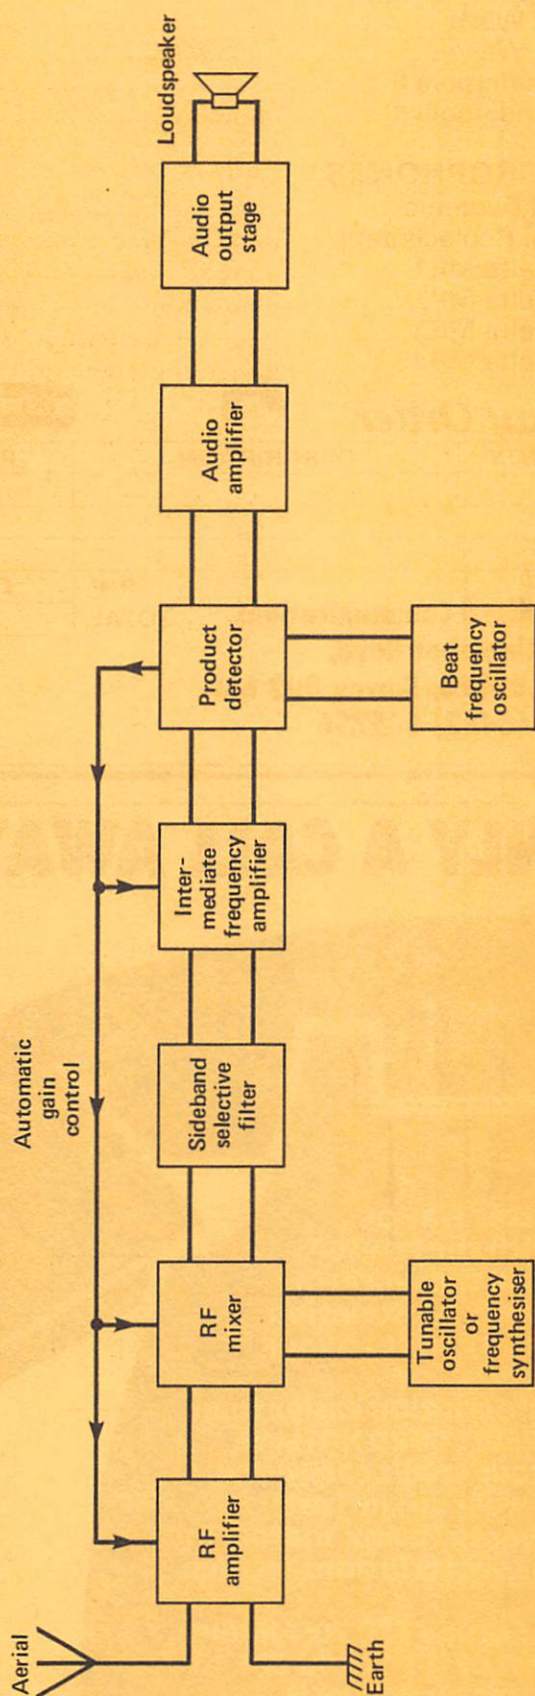 Aerial
Earth
RF
amplifier
RF
mixer
Tunable
oscillator
or
frequency
synthesiser
Automatic
gain
control
Sideband
selective
filter
Inter-
mediate
frequency
amplifier
Product
detector
Beat
frequency
oscillator
Audio
amplifier
Audio
output
stage
Loudspeaker